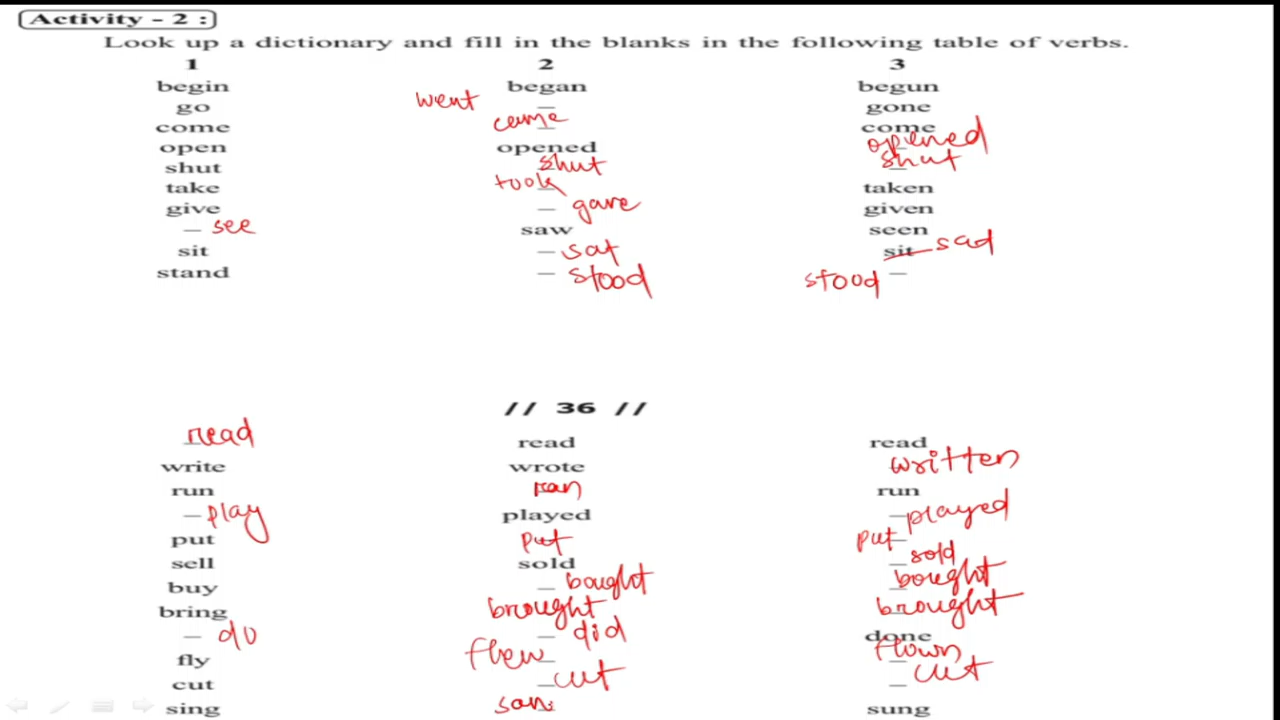 Activity - 2 :
Look up a dictionary and fill in the blanks in the following table of verbs.
1 2 3
begin began begun
go went – gone
come came – come
open opened opened –
shut shut – shut –
take took – taken
give – gave given
– see saw seen
sit – sat sit sad
stand – stood stood –
// 36 //
read read read
write wrote written
run ran run
– play played – played
put put put –
sell sold – sold
buy – bought bought –
bring brought brought
– do – did done
fly flew – flown –
cut – cut – cut
sing san sung